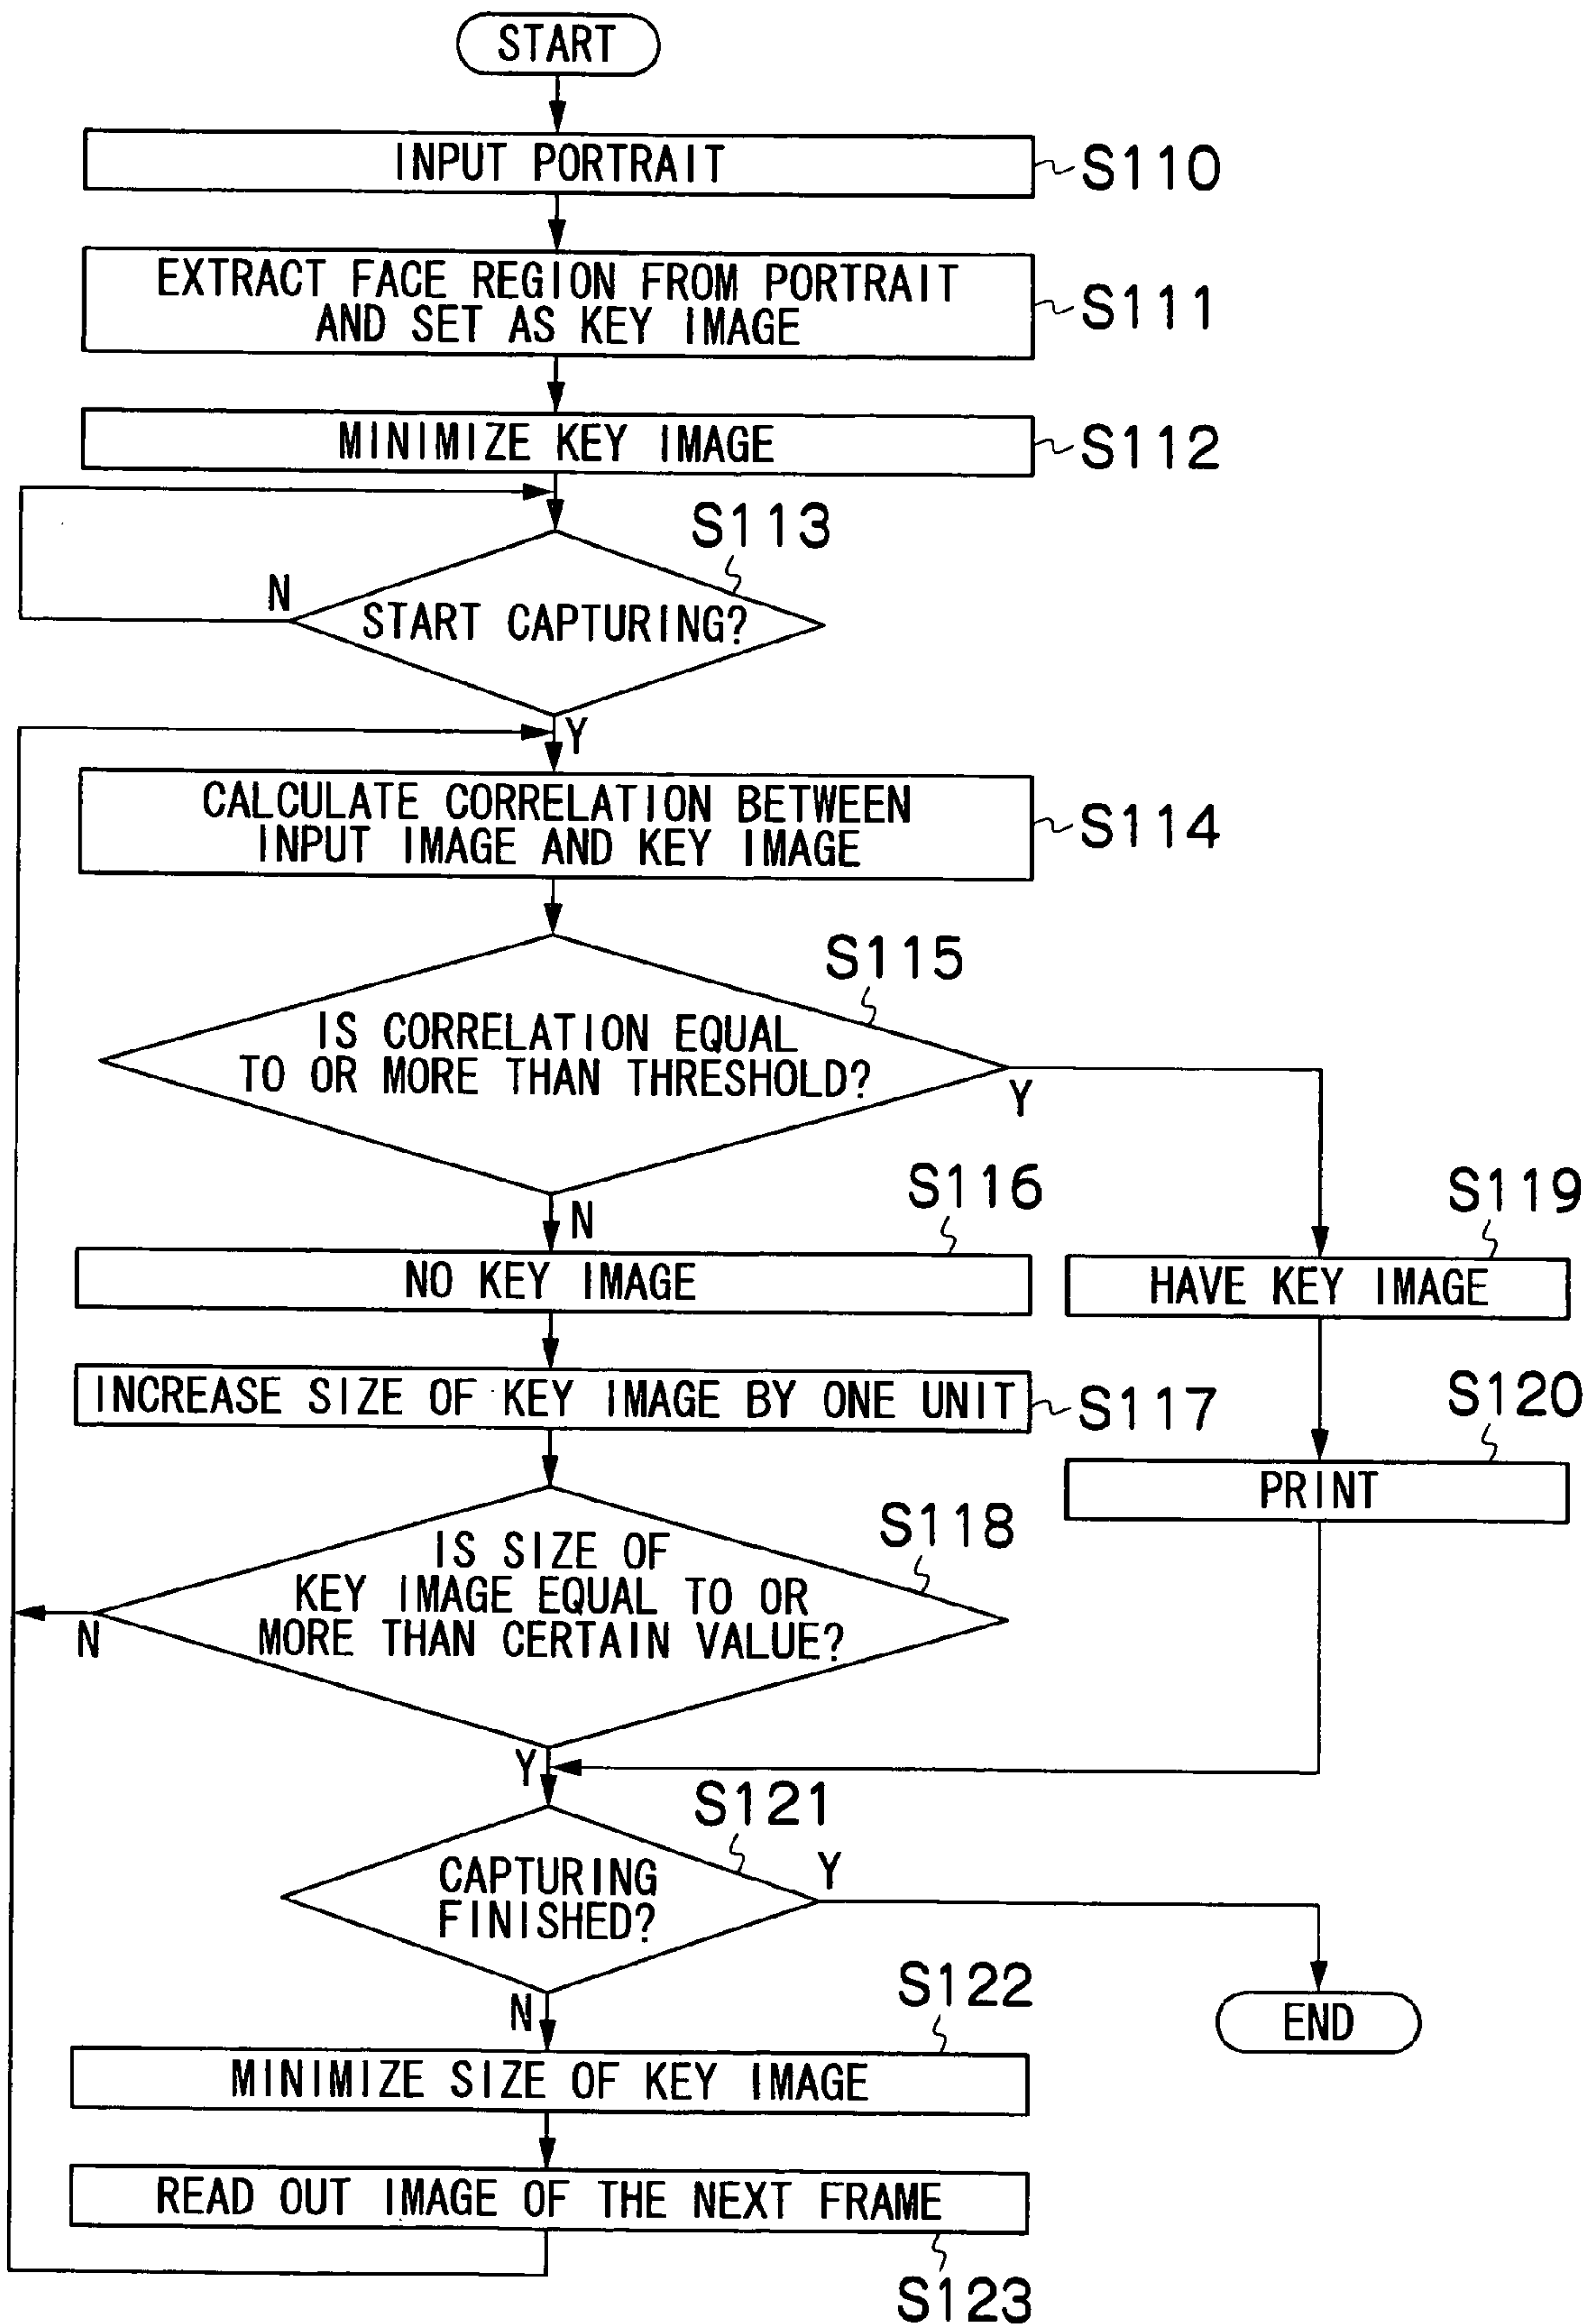 START
INPUT PORTRAIT
S110
EXTRACT FACE REGION FROM PORTRAIT
AND SET AS KEY IMAGE
S111
MINIMIZE KEY IMAGE
S112
S113
N
START CAPTURING?
Y
CALCULATE CORRELATION BETWEEN
INPUT IMAGE AND KEY IMAGE
S114
S115
IS CORRELATION EQUAL
TO OR MORE THAN THRESHOLD?
Y
N
S116
NO KEY IMAGE
S119
HAVE KEY IMAGE
INCREASE SIZE OF KEY IMAGE BY ONE UNIT
S117
S120
PRINT
S118
IS SIZE OF
KEY IMAGE EQUAL TO OR
MORE THAN CERTAIN VALUE?
N
Y
S121
CAPTURING
FINISHED?
Y
N
END
S122
MINIMIZE SIZE OF KEY IMAGE
READ OUT IMAGE OF THE NEXT FRAME
S123